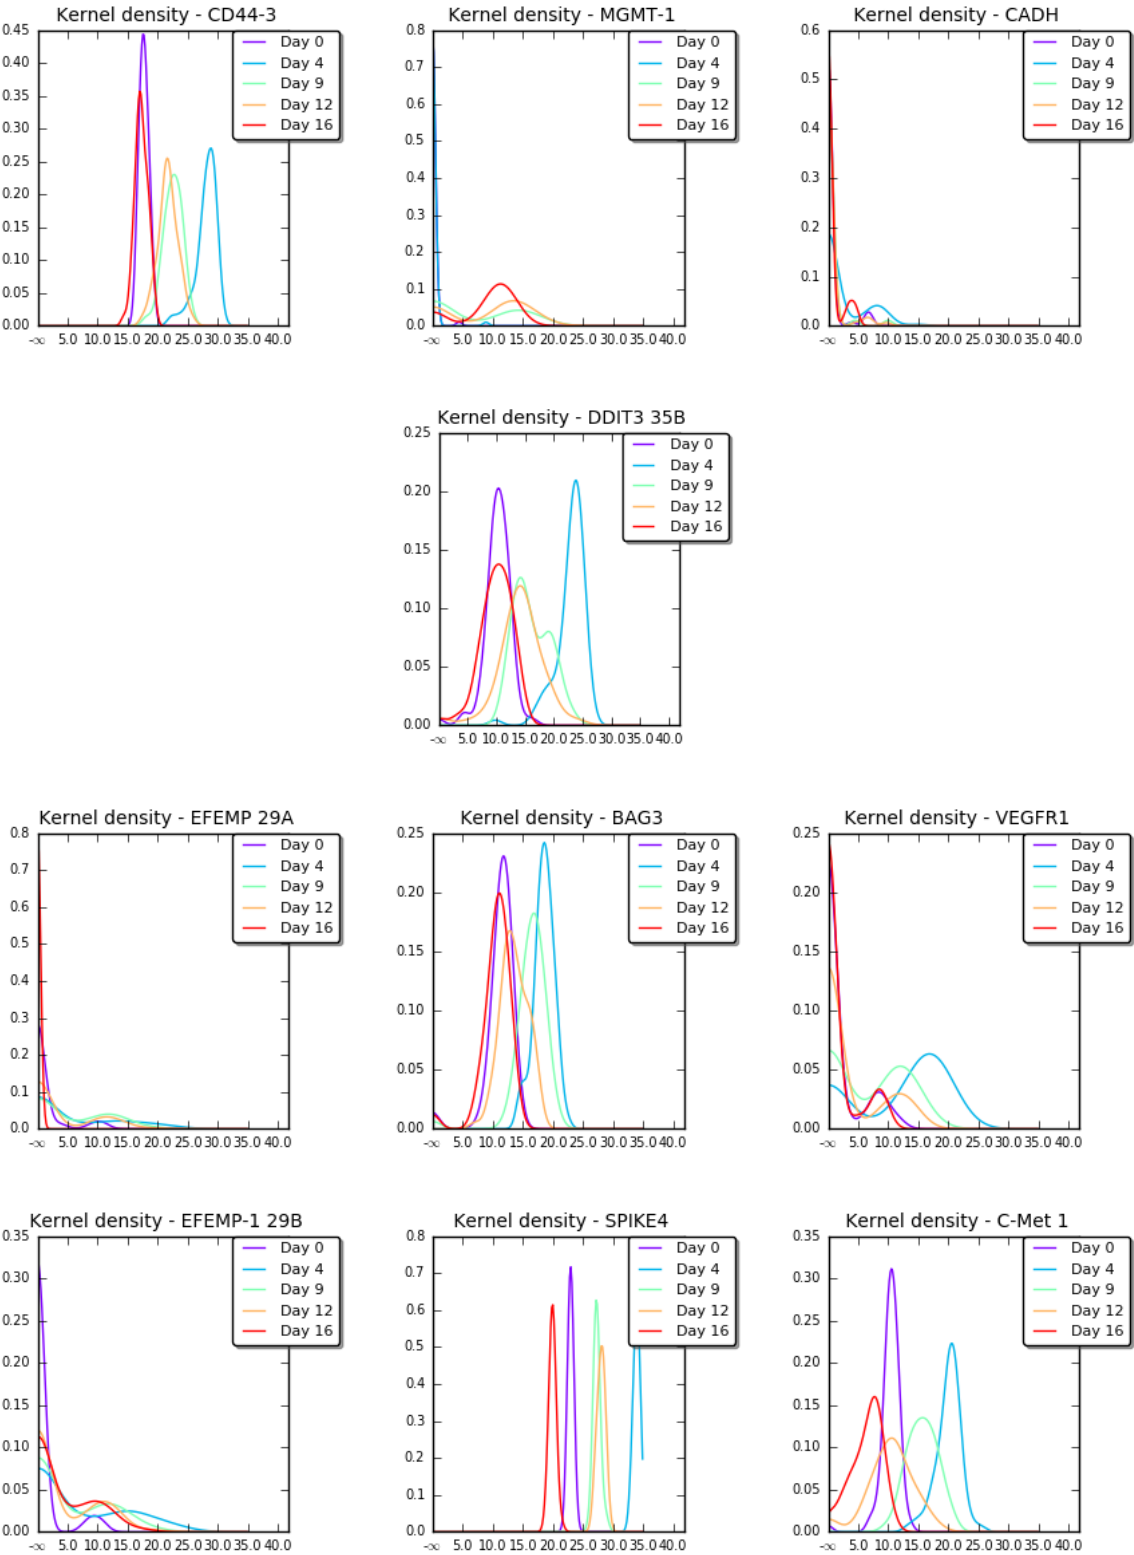 Kernel density - CD44-3
0.45
0.40
0.35
0.30
0.25
0.20
0.15
0.10
0.05
0.00
-∞ 5.0 10.0 15.0 20.0 25.0 30.0 35.0 40.0
Day 0
Day 4
Day 9
Day 12
Day 16
Kernel density - MGMT-1
0.8
0.7
0.6
0.5
0.4
0.3
0.2
0.1
0.0
-∞ 5.0 10.0 15.0 20.0 25.0 30.0 35.0 40.0
Day 0
Day 4
Day 9
Day 12
Day 16
Kernel density - CADH
0.6
0.5
0.4
0.3
0.2
0.1
0.0
-∞ 5.0 10.0 15.0 20.0 25.0 30.0 35.0 40.0
Day 0
Day 4
Day 9
Day 12
Day 16
Kernel density - DDIT3 35B
0.25
0.20
0.15
0.10
0.05
0.00
-∞ 5.0 10.0 15.0 20.0 25.0 30.0 35.0 40.0
Day 0
Day 4
Day 9
Day 12
Day 16
Kernel density - EFEMP 29A
0.8
0.7
0.6
0.5
0.4
0.3
0.2
0.1
0.0
-∞ 5.0 10.0 15.0 20.0 25.0 30.0 35.0 40.0
Day 0
Day 4
Day 9
Day 12
Day 16
Kernel density - BAG3
0.25
0.20
0.15
0.10
0.05
0.00
-∞ 5.0 10.0 15.0 20.0 25.0 30.0 35.0 40.0
Day 0
Day 4
Day 9
Day 12
Day 16
Kernel density - VEGFR1
0.25
0.20
0.15
0.10
0.05
0.00
-∞ 5.0 10.0 15.0 20.0 25.0 30.0 35.0 40.0
Day 0
Day 4
Day 9
Day 12
Day 16
Kernel density - EFEMP-1 29B
0.35
0.30
0.25
0.20
0.15
0.10
0.05
0.00
-∞ 5.0 10.0 15.0 20.0 25.0 30.0 35.0 40.0
Day 0
Day 4
Day 9
Day 12
Day 16
Kernel density - SPIKE4
0.8
0.7
0.6
0.5
0.4
0.3
0.2
0.1
0.0
-∞ 5.0 10.0 15.0 20.0 25.0 30.0 35.0 40.0
Day 0
Day 4
Day 9
Day 12
Day 16
Kernel density - C-Met 1
0.35
0.30
0.25
0.20
0.15
0.10
0.05
0.00
-∞ 5.0 10.0 15.0 20.0 25.0 30.0 35.0 40.0
Day 0
Day 4
Day 9
Day 12
Day 16